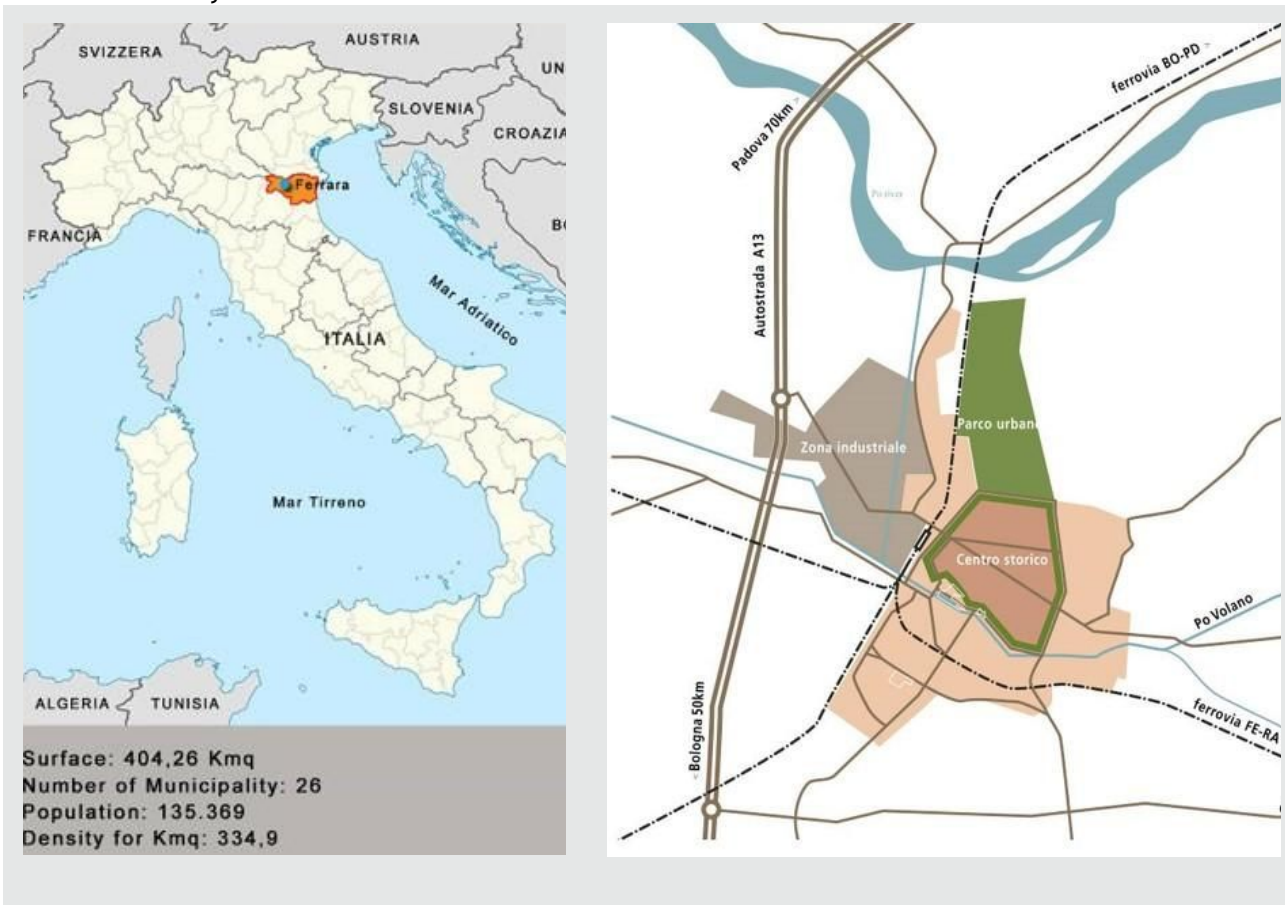 SVIZZERA
AUSTRIA
UN
SLOVENIA
CROAZIA
Ferrara
FRANCIA
B
Mar Adriatico
ITALIA
Mar Tirreno
ALGERIA
TUNISIA
Surface: 404,26 Kmq
Number of Municipality: 26
Population: 135.369
Density for Kmq: 334,9
ferrovia BO-PD >
Padova 70km >
Po river
Autostrada A13
Parco urbano
Zona industriale
Centro storico
Po Volano
< Bologna 50km
ferrovia FE-RA